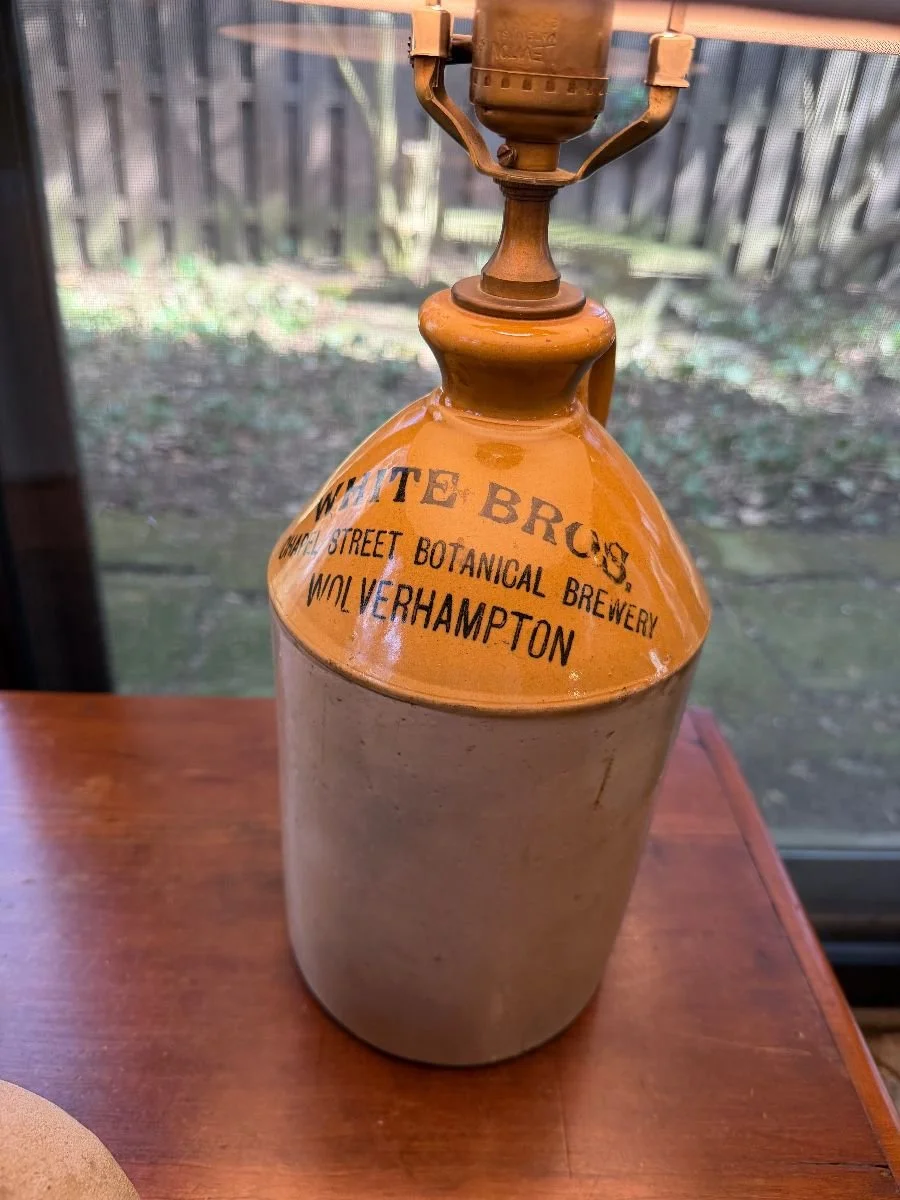 WHITE BROS.
CHAPEL STREET BOTANICAL BREWERY
WOLVERHAMPTON